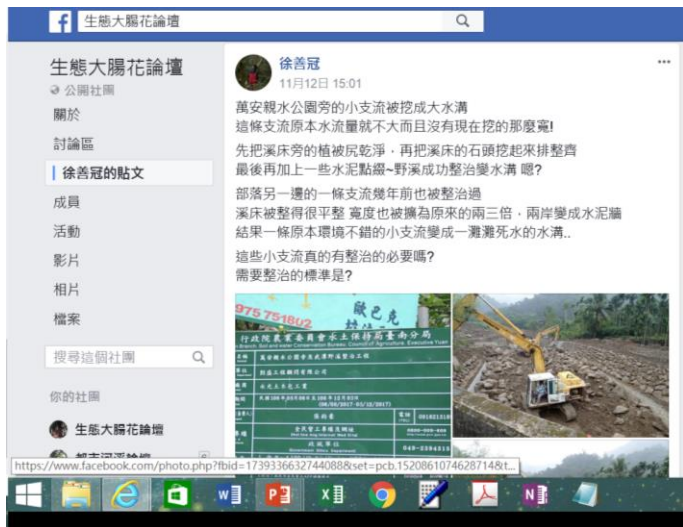 生態大腸花論壇
生態大腸花論壇
公開社團
關於
討論區
徐善冠的貼文
成員
活動
影片
相片
檔案
搜尋這個社團
你的社團
生態大腸花論壇
徐善冠
11月12日 15:01
萬安親水公園旁的小支流被挖成大水溝
這條支流原本水流量就不大而且沒有現在挖的那麼寬!
先把溪床旁的植被尻乾淨，再把溪床的石頭挖起來排整齊
最後再加上一些水泥點綴~野溪成功整治變水溝 嗯?
部落另一邊的一條支流幾年前也被整治過
溪床被整得很平整 寬度也被擴為原來的兩三倍，兩岸變成水泥牆
結果一條原本環境不錯的小支流變成一灘灘死水的水溝..
這些小支流真的有整治的必要嗎?
需要整治的標準是?
975 751802
歐巴克
行政院農業委員會水土保持局臺南分局
https://www.facebook.com/photo.php?fbid=173936632744088&set=pcb.1520861074628714&t...